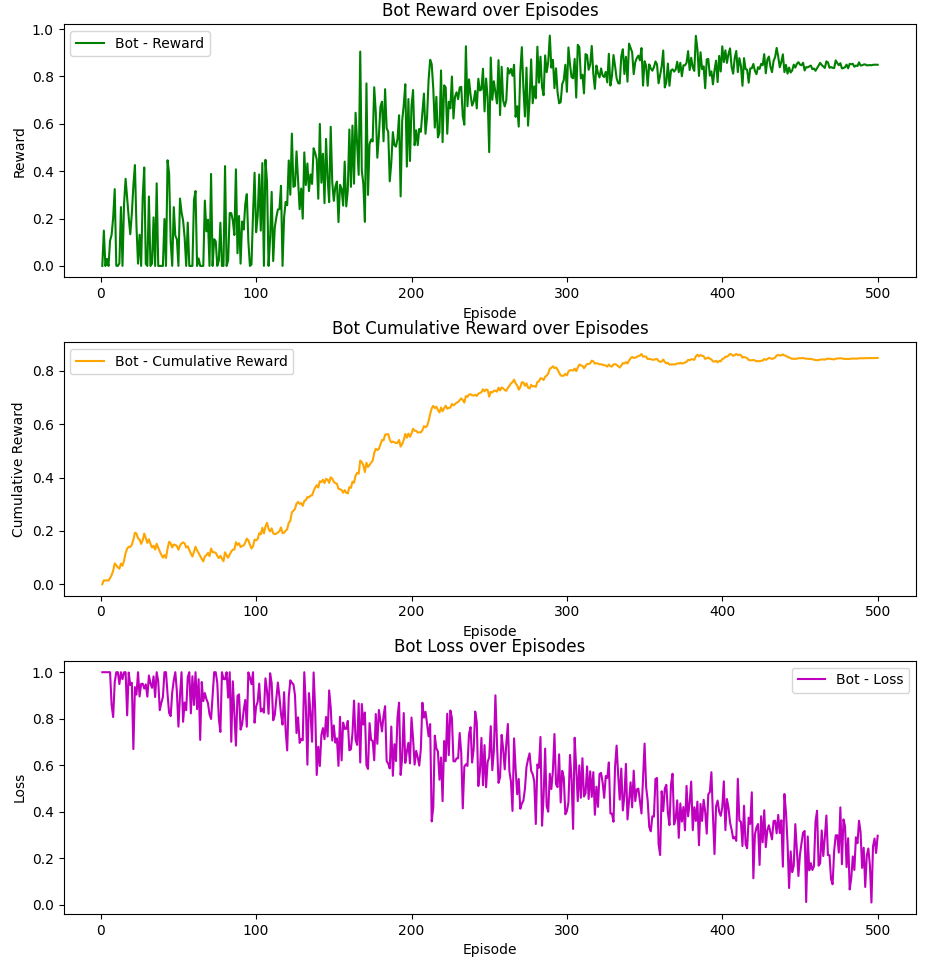 Bot Reward over Episodes
Bot - Reward
1.0
0.8
0.6
0.4
0.2
0.0
Reward
0 100 200 300 400 500
Episode
Bot Cumulative Reward over Episodes
Bot - Cumulative Reward
0.8
0.6
0.4
0.2
0.0
Cumulative Reward
0 100 200 300 400 500
Episode
Bot Loss over Episodes
Bot - Loss
1.0
0.8
0.6
0.4
0.2
0.0
Loss
0 100 200 300 400 500
Episode